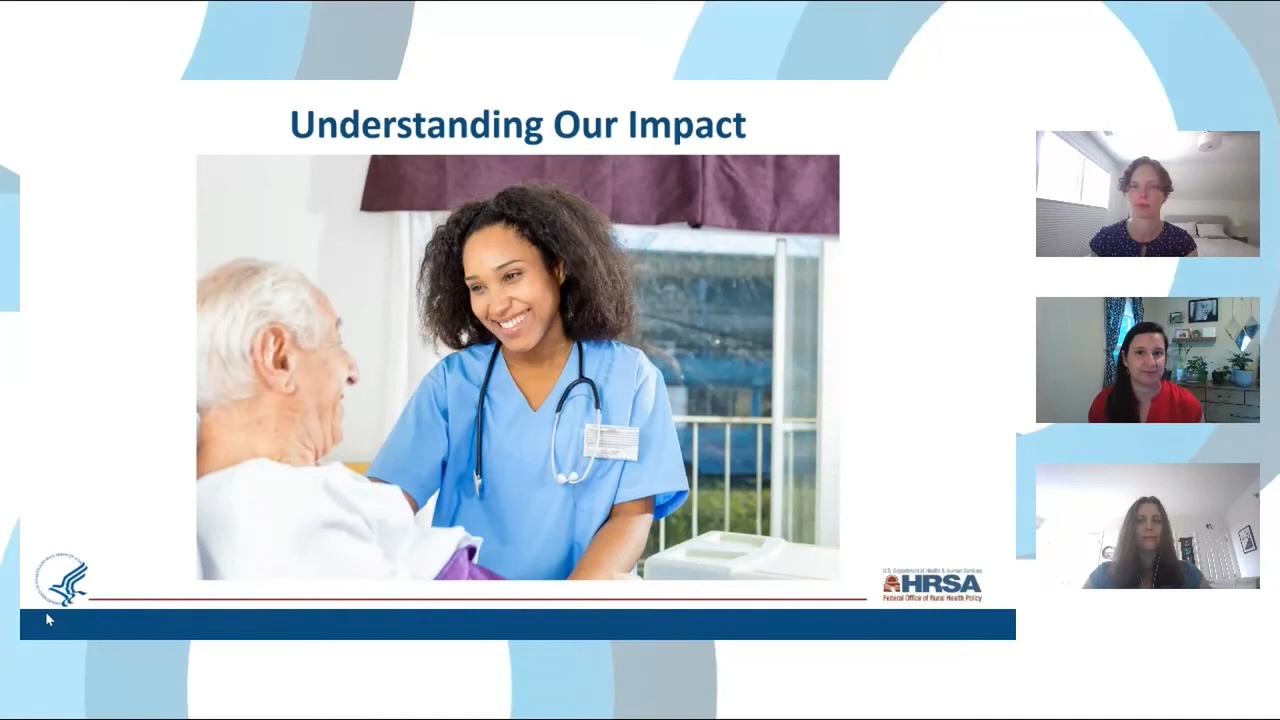 Understanding Our Impact
U.S. Department of Health & Human Services
HRSA
Federal Office of Rural Health Policy